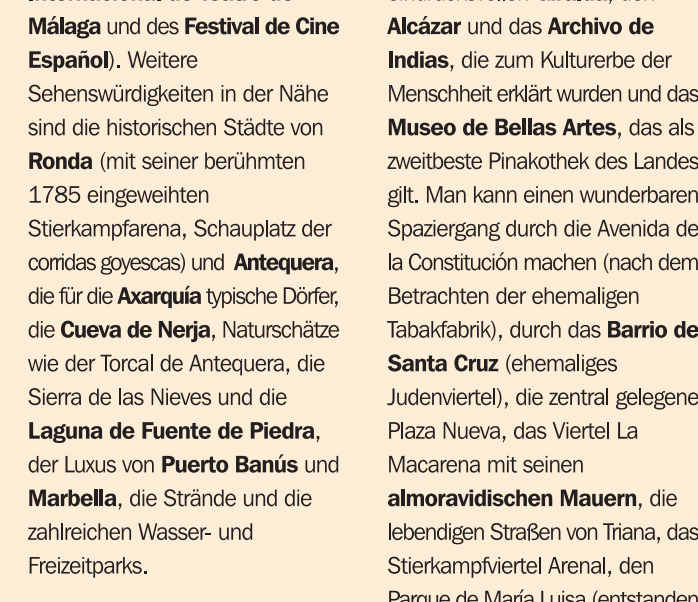 Málaga und des Festival de Cine
Español). Weitere
Sehenswürdigkeiten in der Nähe
sind die historischen Städte von
Ronda (mit seiner berühmten
1785 eingeweihten
Stierkampfarena, Schauplatz der
corridas goyescas) und Antequera,
die für die Axarquía typische Dörfer,
die Cueva de Nerja, Naturschätze
wie der Torcal de Antequera, die
Sierra de las Nieves und die
Laguna de Fuente de Piedra,
der Luxus von Puerto Banús und
Marbella, die Strände und die
zahlreichen Wasser- und
Freizeitparks.
Alcázar und das Archivo de
Indias, die zum Kulturerbe der
Menschheit erklärt wurden und das
Museo de Bellas Artes, das als
zweitbeste Pinakothek des Landes
gilt. Man kann einen wunderbaren
Spaziergang durch die Avenida de
la Constitución machen (nach dem
Betrachten der ehemaligen
Tabakfabrik), durch das Barrio de
Santa Cruz (ehemaliges
Judenviertel), die zentral gelegene
Plaza Nueva, das Viertel La
Macarena mit seinen
almoravidischen Mauern, die
lebendigen Straßen von Triana, das
Stierkampfviertel Arenal, den
Parque de María Luisa (entstanden